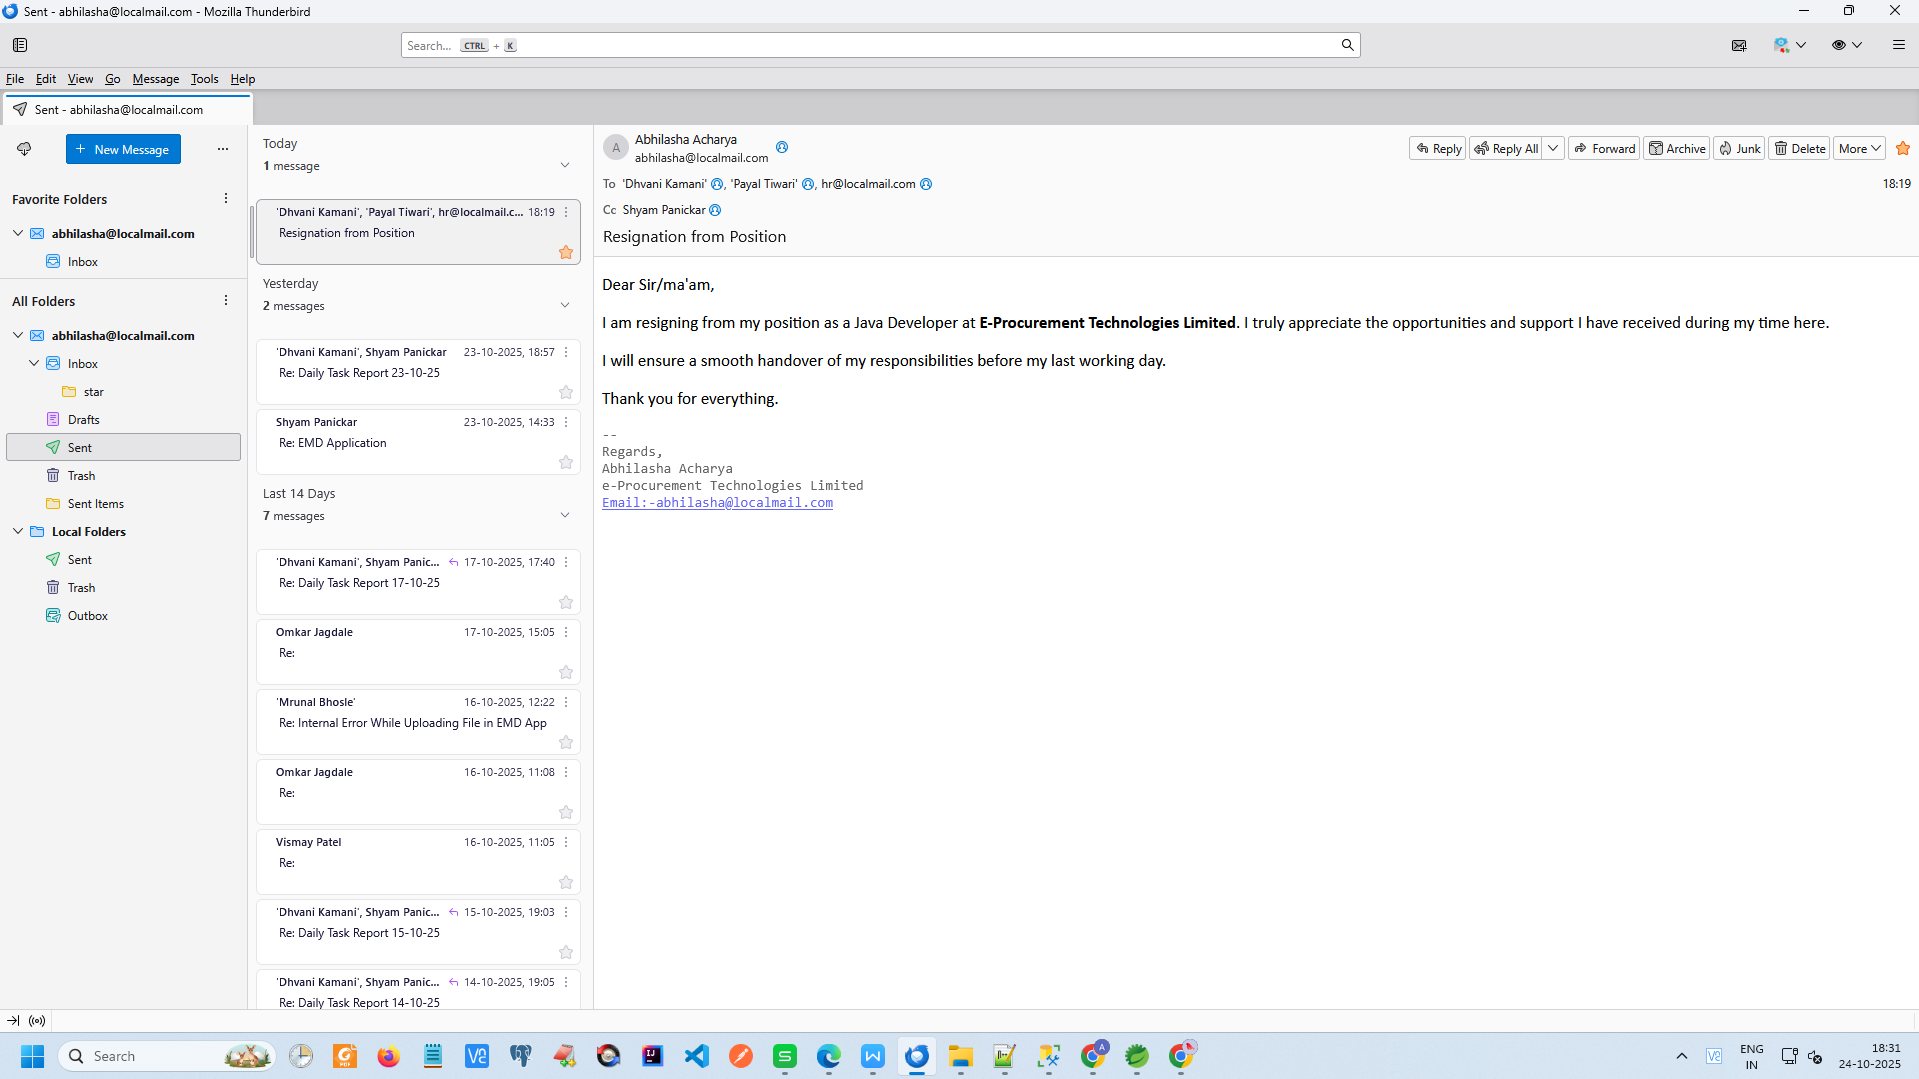 Sent - abhilasha@localmail.com - Mozilla Thunderbird
Search... CTRL + K
File Edit View Go Message Tools Help
Sent - abhilasha@localmail.com
+ New Message
Favorite Folders
abhilasha@localmail.com
Inbox
All Folders
abhilasha@localmail.com
Inbox
star
Drafts
Sent
Trash
Sent Items
Local Folders
Sent
Trash
Outbox
Today
1 message
'Dhvani Kamani', 'Payal Tiwari', hr@localmail.c... 18:19
Resignation from Position
Yesterday
2 messages
'Dhvani Kamani', Shyam Panickar 23-10-2025, 18:57
Re: Daily Task Report 23-10-25
Shyam Panickar 23-10-2025, 14:33
Re: EMD Application
Last 14 Days
7 messages
'Dhvani Kamani', Shyam Panic... 17-10-2025, 17:40
Re: Daily Task Report 17-10-25
Omkar Jagdale 17-10-2025, 15:05
Re:
'Mrunal Bhosle' 16-10-2025, 12:22
Re: Internal Error While Uploading File in EMD App
Omkar Jagdale 16-10-2025, 11:08
Re:
Vismay Patel 16-10-2025, 11:05
Re:
'Dhvani Kamani', Shyam Panic... 15-10-2025, 19:03
Re: Daily Task Report 15-10-25
'Dhvani Kamani', Shyam Panic... 14-10-2025, 19:05
Re: Daily Task Report 14-10-25
A
Abhilasha Acharya
abhilasha@localmail.com
Reply Reply All Forward Archive Junk Delete More
To 'Dhvani Kamani', 'Payal Tiwari', hr@localmail.com 18:19
Cc Shyam Panickar
Resignation from Position
Dear Sir/ma'am,
I am resigning from my position as a Java Developer at E-Procurement Technologies Limited. I truly appreciate the opportunities and support I have received during my time here.
I will ensure a smooth handover of my responsibilities before my last working day.
Thank you for everything.
--
Regards,
Abhilasha Acharya
e-Procurement Technologies Limited
Email:-abhilasha@localmail.com
Search
ENG
IN
18:31
24-10-2025